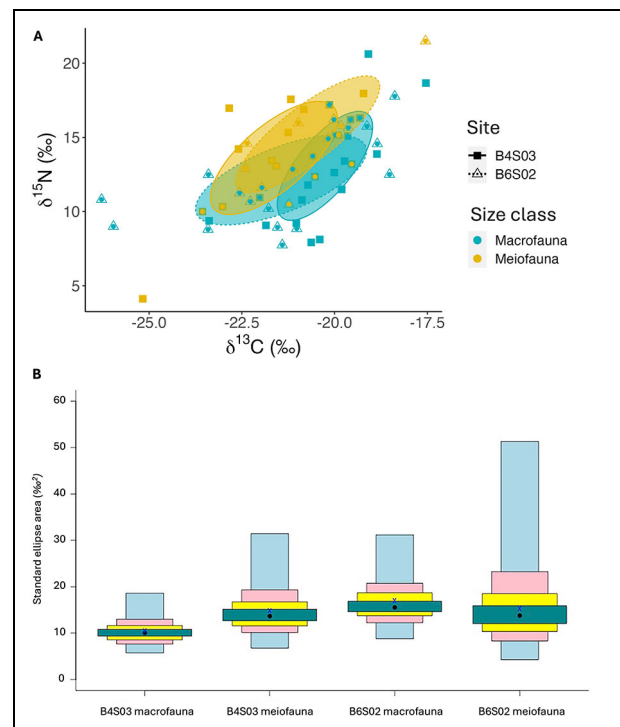 A
20
15
10
5
δ15N (‰)
-25.0 -22.5 -20.0 -17.5
δ13C (‰)
Site
B4S03
B6S02
Size class
Macrofauna
Meiofauna
B
60
50
40
30
20
10
0
Standard ellipse area (‰²)
x x x x
B4S03 macrofauna B4S03 meiofauna B6S02 macrofauna B6S02 meiofauna